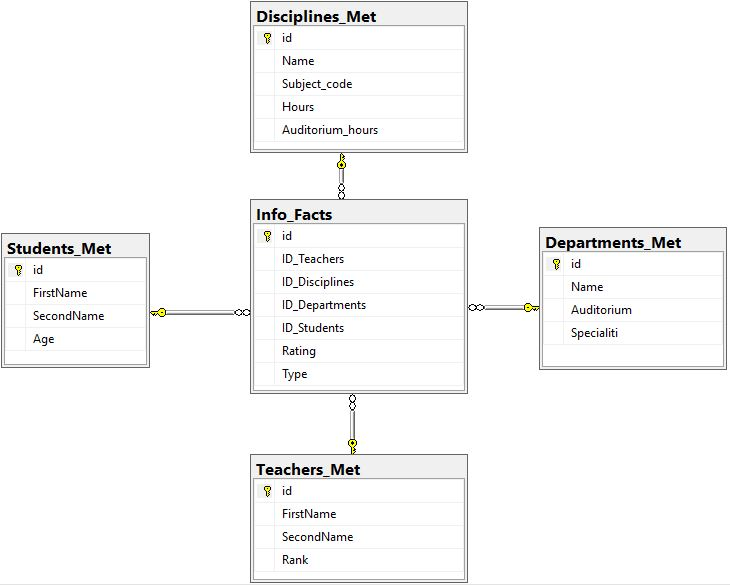 Disciplines_Met
id
Name
Subject_code
Hours
Auditorium_hours
Info_Facts
id
ID_Teachers
ID_Disciplines
ID_Departments
ID_Students
Rating
Type
Students_Met
id
FirstName
SecondName
Age
Departments_Met
id
Name
Auditorium
Specialiti
Teachers_Met
id
FirstName
SecondName
Rank